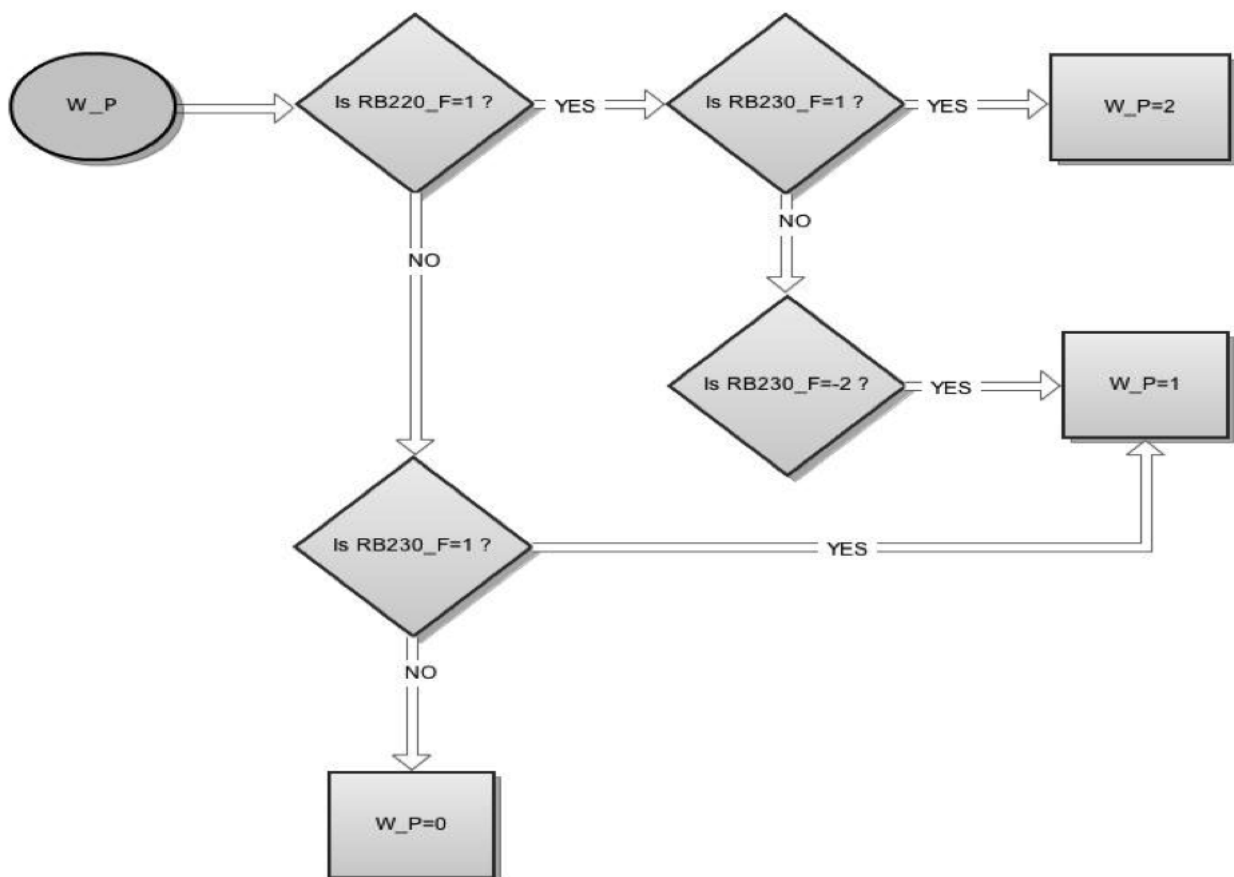 W_P
Is RB220_F=1 ?
YES
Is RB230_F=1 ?
YES
W_P=2
NO
NO
Is RB230_F=-2 ?
YES
W_P=1
Is RB230_F=1 ?
YES
NO
W_P=0